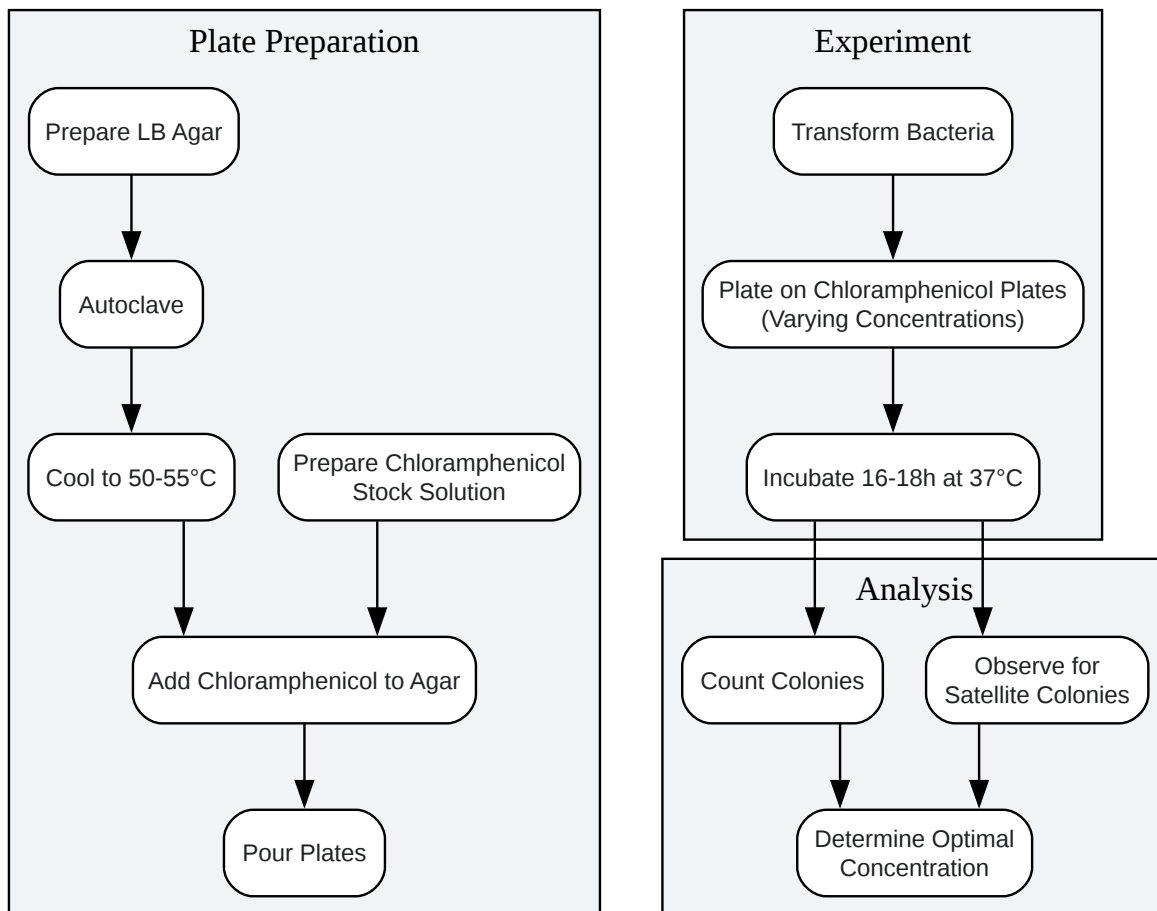 Plate Preparation
Prepare LB Agar
Autoclave
Cool to 50-55°C
Prepare Chloramphenicol
Stock Solution
Add Chloramphenicol to Agar
Pour Plates
Experiment
Transform Bacteria
Plate on Chloramphenicol Plates
(Varying Concentrations)
Incubate 16-18h at 37°C
Analysis
Count Colonies
Observe for
Satellite Colonies
Determine Optimal
Concentration